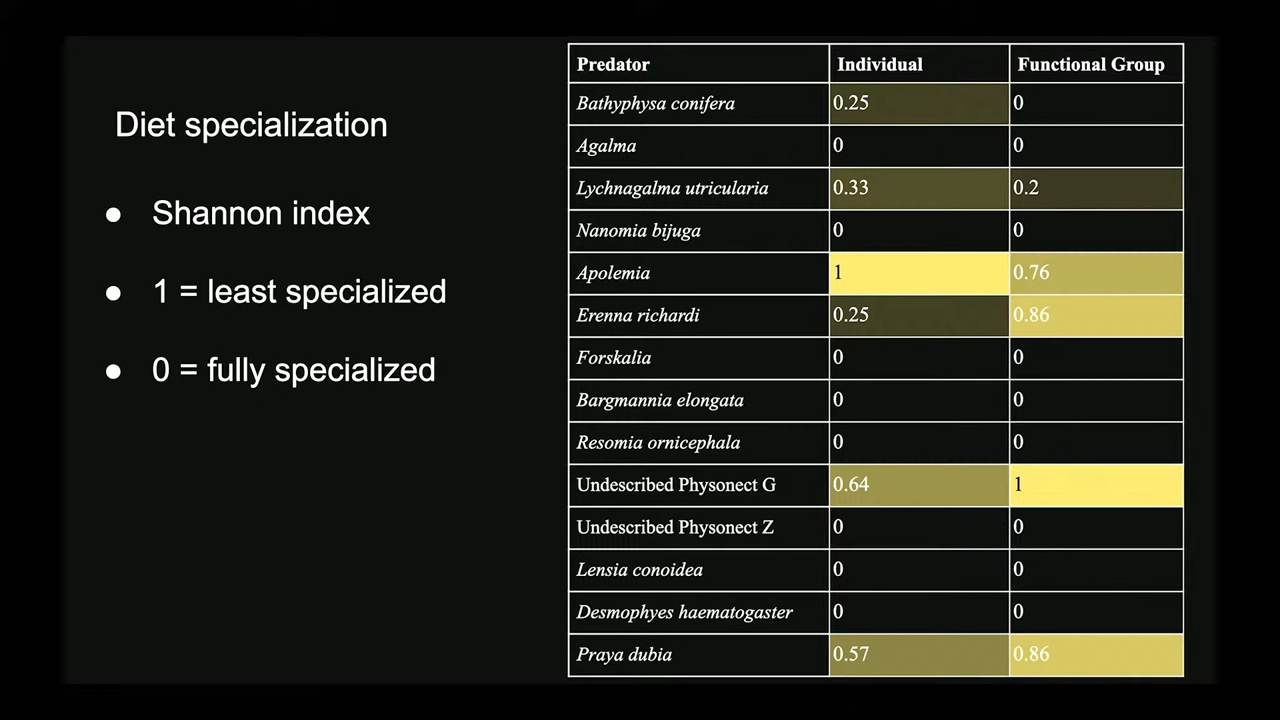 Diet specialization
● Shannon index
● 1 = least specialized
● 0 = fully specialized
Predator Individual Functional Group
Bathyphysa conifera 0.25 0
Agalma 0 0
Lychnagalma utricularia 0.33 0.2
Nanomia bijuga 0 0
Apolemia 1 0.76
Erenna richardi 0.25 0.86
Forskalia 0 0
Bargmannia elongata 0 0
Resomia ornicephala 0 0
Undescribed Physonect G 0.64 1
Undescribed Physonect Z 0 0
Lensia conoidea 0 0
Desmophyes haematogaster 0 0
Praya dubia 0.57 0.86